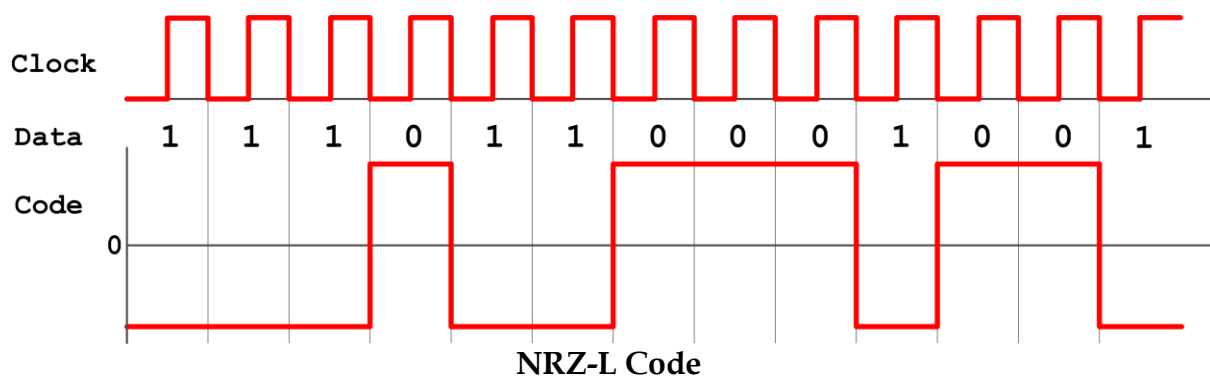 Clock
Data 1 1 1 0 1 1 0 0 0 1 0 0 1
Code
0
NRZ-L Code